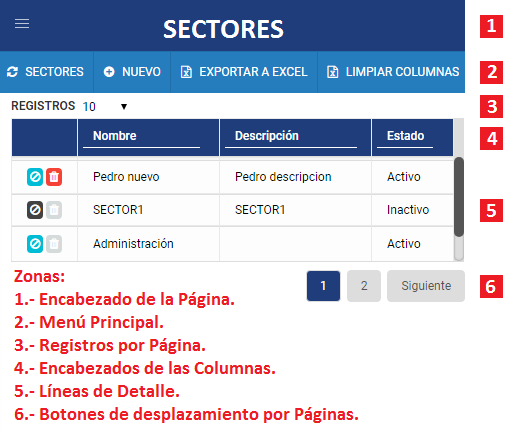 SECTORES 1
SECTORES NUEVO EXPORTAR A EXCEL LIMPIAR COLUMNAS 2
REGISTROS 10 3
Nombre Descripción Estado 4
Pedro nuevo Pedro descripcion Activo
SECTOR1 SECTOR1 Inactivo 5
Administración Activo
1 2 Siguiente 6
Zonas:
1.- Encabezado de la Página.
2.- Menú Principal.
3.- Registros por Página.
4.- Encabezados de las Columnas.
5.- Líneas de Detalle.
6.- Botones de desplazamiento por Páginas.